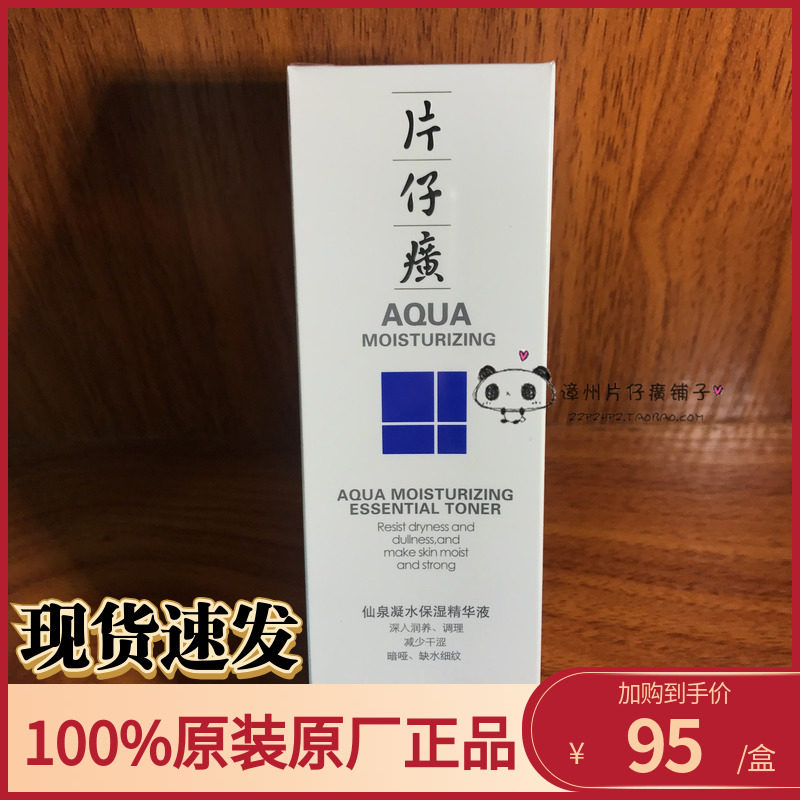 片
仔
癀
AQUA
MOISTURIZING
漳州片仔癀铺子
ZZPZHPZ.TAOBAO.COM
AQUA MOISTURIZING
ESSENTIAL TONER
Resist dryness and
dullness,and
make skin moist
and strong
仙泉凝水保湿精华液
深入润养、调理
减少干涩
暗哑、缺水细纹
现货速发
100%原装原厂正品
加购到手价
¥ 95 /盒